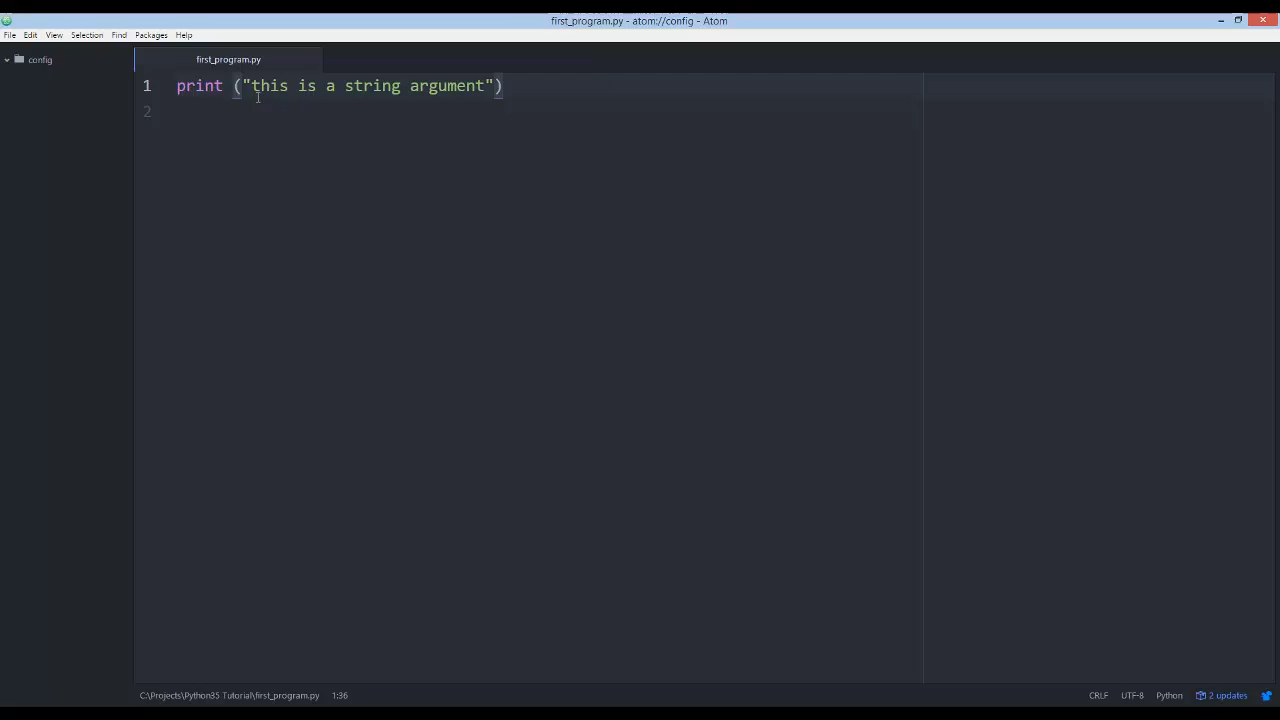 first_program.py - atom://config - Atom
File Edit View Selection Find Packages Help
config
first_program.py
1 print ("this is a string argument")
2
C:\Projects\Python35 Tutorial\first_program.py 1:36 CRLF UTF-8 Python 2 updates